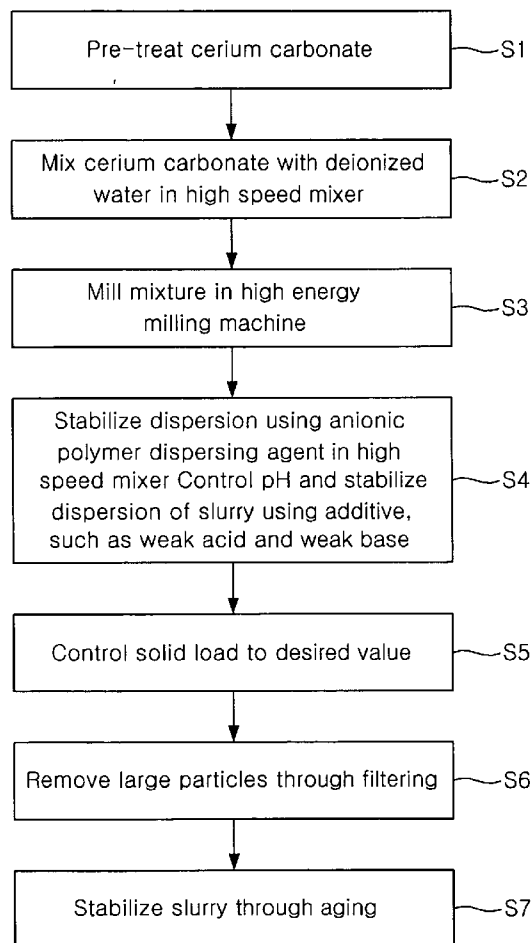 Pre-treat cerium carbonate
S1
Mix cerium carbonate with deionized
water in high speed mixer
S2
Mill mixture in high energy
milling machine
S3
Stabilize dispersion using anionic
polymer dispersing agent in high
speed mixer Control pH and stabilize
dispersion of slurry using additive,
such as weak acid and weak base
S4
Control solid load to desired value
S5
Remove large particles through filtering
S6
Stabilize slurry through aging
S7